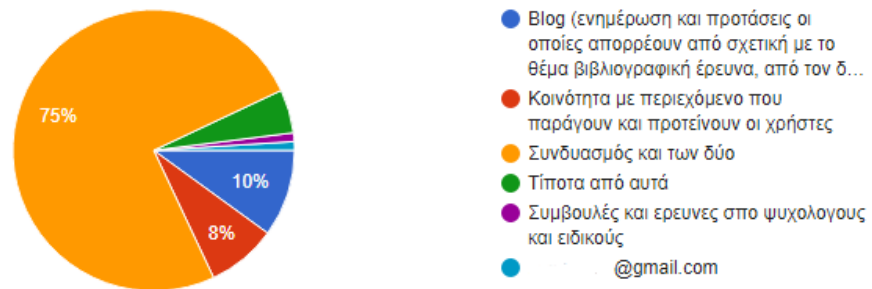 75%
10%
8%
Blog (ενημέρωση και προτάσεις οι
οποίες απορρέουν από σχετική με το
θέμα βιβλιογραφική έρευνα, από τον δ…
Κοινότητα με περιεχόμενο που
παράγουν και προτείνουν οι χρήστες
Συνδυασμός και των δύο
Τίποτα από αυτά
Συμβουλές και ερευνες σπο ψυχολογους
και ειδικούς
@gmail.com